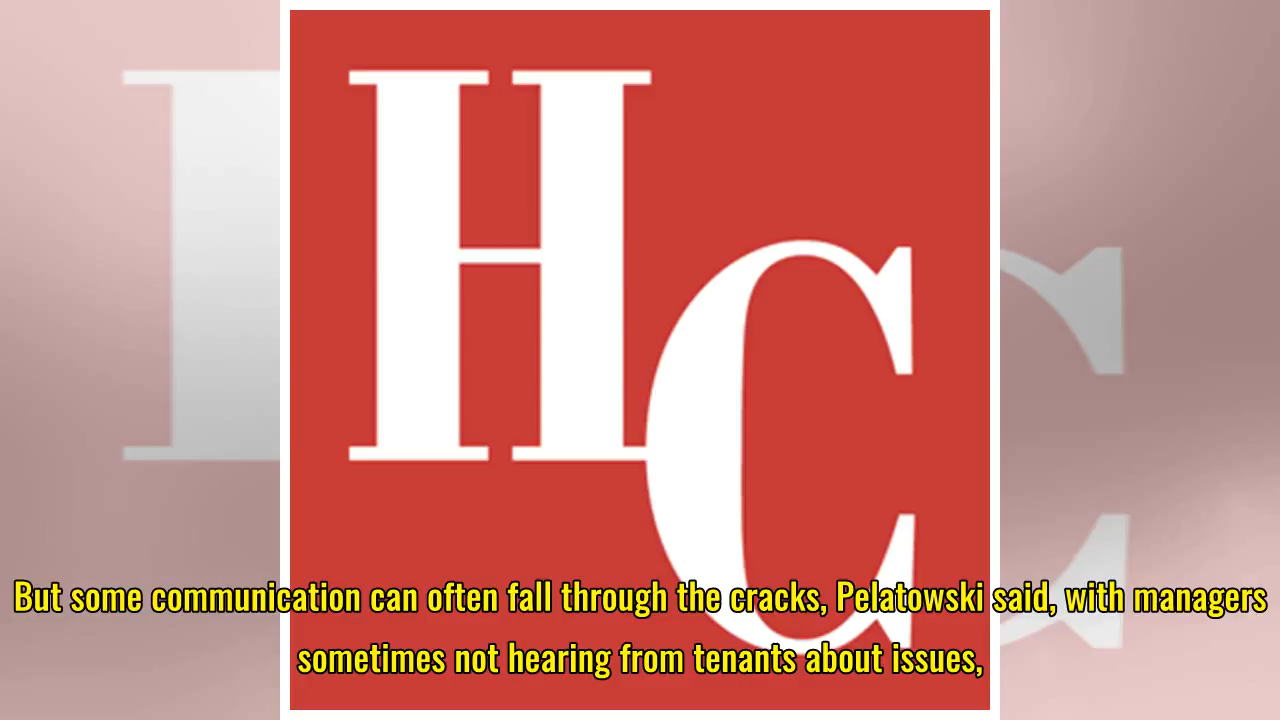 HC
But some communication can often fall through the cracks, Pelatowski said, with managers
sometimes not hearing from tenants about issues,